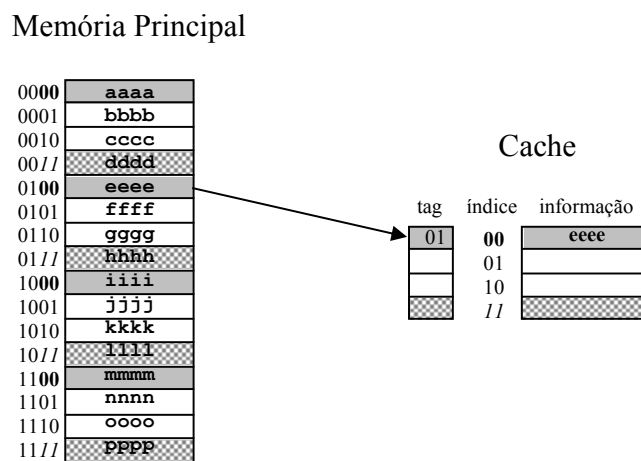 Memória Principal
0000 aaaa
0001 bbbb
0010 cccc
0011 dddd
0100 eeee
0101 ffff
0110 gggg
0111 hhhh
1000 iiii
1001 jjjj
1010 kkkk
1011 llll
1100 mmmm
1101 nnnn
1110 oooo
1111 pppp
Cache
tag índice informação
01 00 eeee
01
10
11